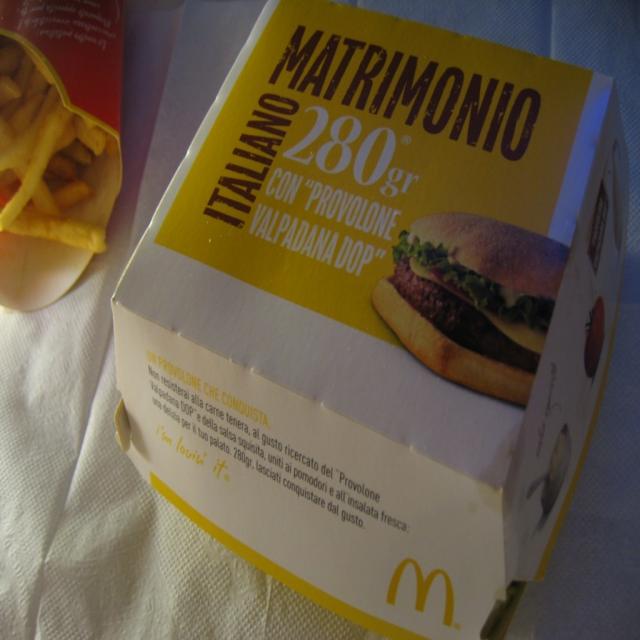 MATRIMONIO
ITALIANO
280gr
CON "PROVOLONE
VALPADANA DOP"
UN PROVOLONE CHE CONQUISTA
Non resisterai alla carne tenera, al gusto ricercato del "Provolone
Valpadana DOP" e della salsa squisita, uniti ai pomodori e all'insalata fresca:
una delizia per il tuo palato. 280gr, lasciati conquistare dal gusto.
i'm lovin' it
M